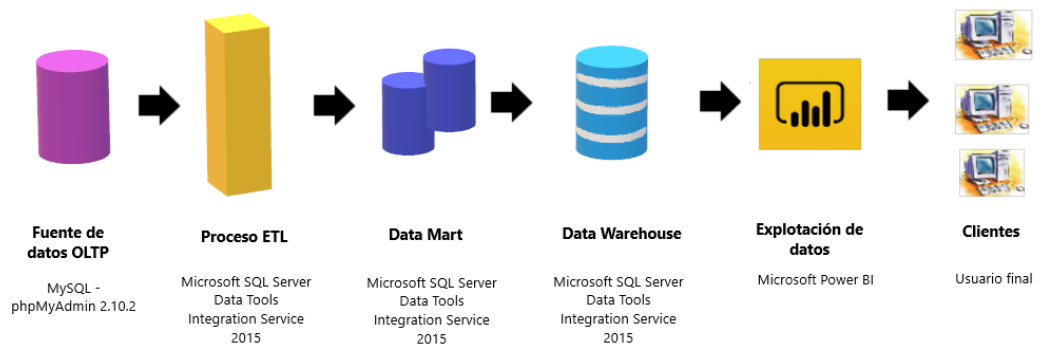 Fuente de
datos OLTP
MySQL -
phpMyAdmin 2.10.2
Proceso ETL
Microsoft SQL Server
Data Tools
Integration Service
2015
Data Mart
Microsoft SQL Server
Data Tools
Integration Service
2015
Data Warehouse
Microsoft SQL Server
Data Tools
Integration Service
2015
Explotación de
datos
Microsoft Power BI
Clientes
Usuario final